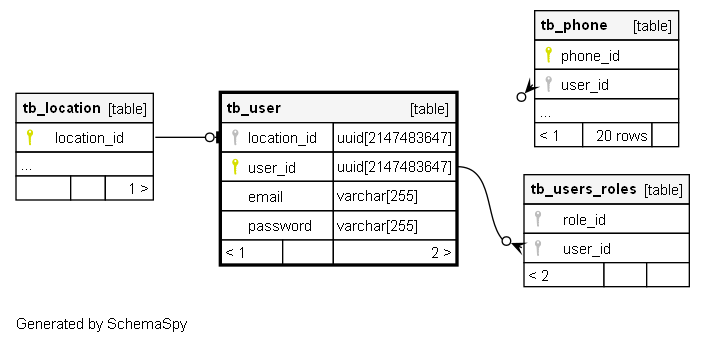 tb_phone [table]
phone_id
user_id
...
< 1 20 rows
tb_location [table]
location_id
...
1 >
tb_user [table]
location_id uuid[2147483647]
user_id uuid[2147483647]
email varchar[255]
password varchar[255]
< 1 2 >
tb_users_roles [table]
role_id
user_id
< 2
Generated by SchemaSpy